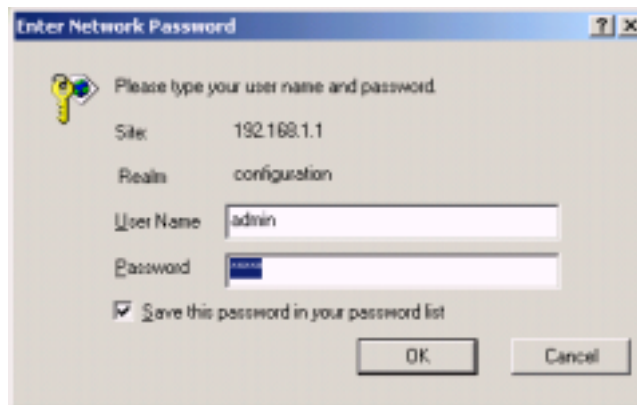 Enter Network Password
Please type your user name and password.
Site: 192.168.1.1
Realm configuration
User Name admin
Password *****
Save this password in your password list
OK Cancel